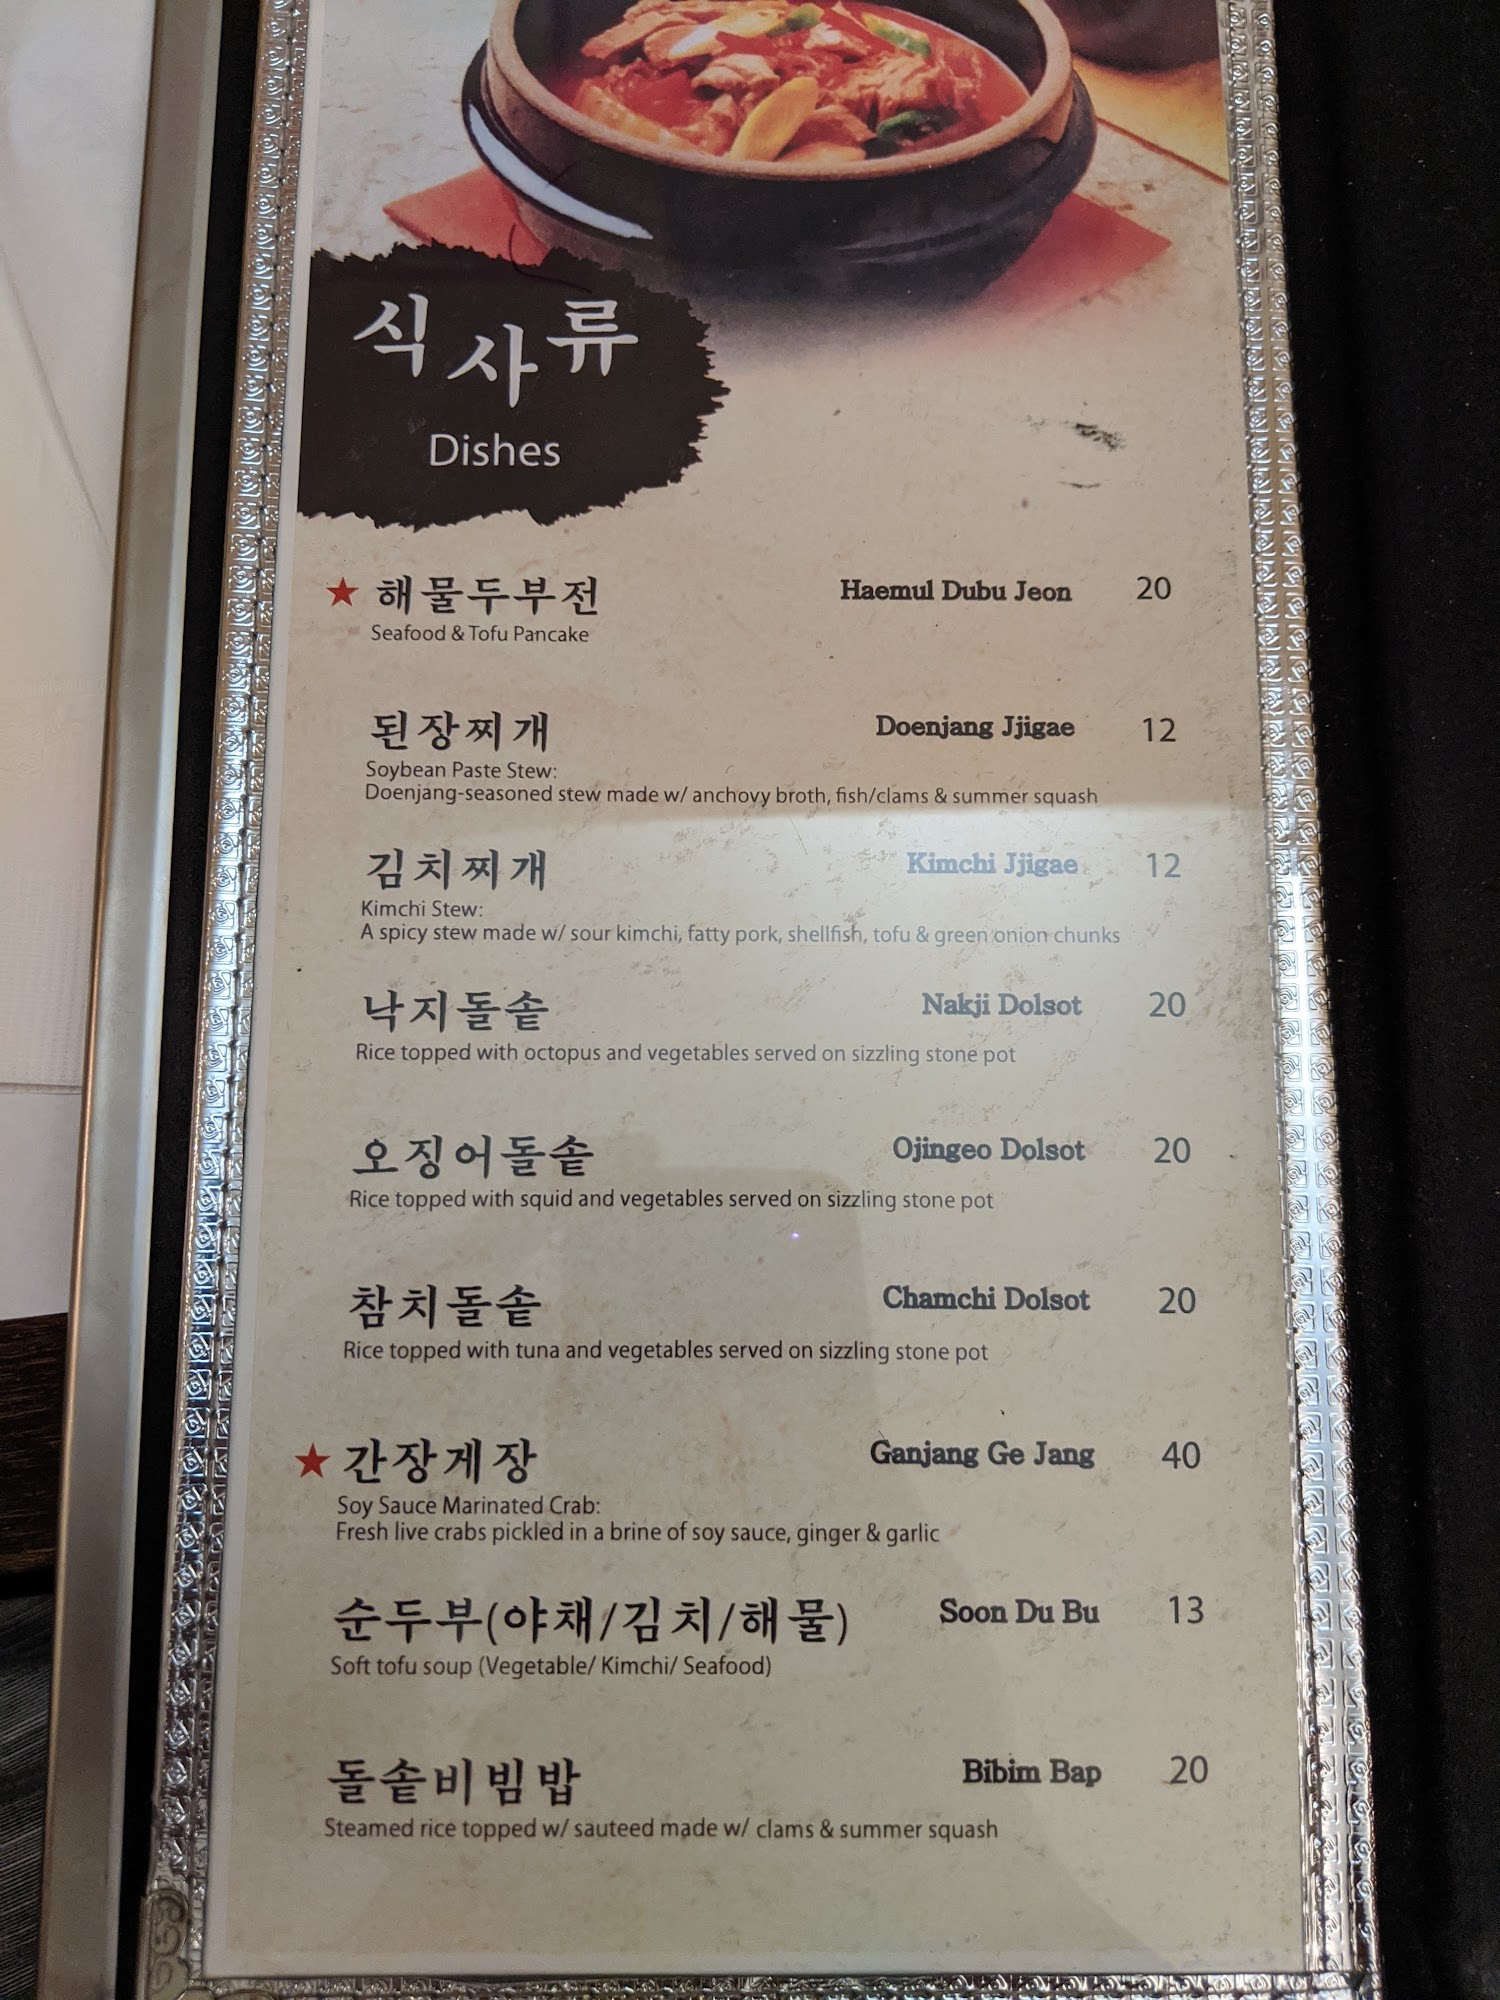 식사류
Dishes
★ 해물두부전 Haemul Dubu Jeon 20
Seafood & Tofu Pancake
된장찌개 Doenjang Jjigae 12
Soybean Paste Stew:
Doenjang-seasoned stew made w/ anchovy broth, fish/clams & summer squash
김치찌개 Kimchi Jjigae 12
Kimchi Stew:
A spicy stew made w/ sour kimchi, fatty pork, shellfish, tofu & green onion chunks
낙지돌솥 Nakji Dolsot 20
Rice topped with octopus and vegetables served on sizzling stone pot
오징어돌솥 Ojingeo Dolsot 20
Rice topped with squid and vegetables served on sizzling stone pot
참치돌솥 Chamchi Dolsot 20
Rice topped with tuna and vegetables served on sizzling stone pot
★ 간장게장 Ganjang Ge Jang 40
Soy Sauce Marinated Crab:
Fresh live crabs pickled in a brine of soy sauce, ginger & garlic
순두부(야채/김치/해물) Soon Du Bu 13
Soft tofu soup (Vegetable/ Kimchi/ Seafood)
돌솥비빔밥 Bibim Bap 20
Steamed rice topped w/ sauteed made w/ clams & summer squash